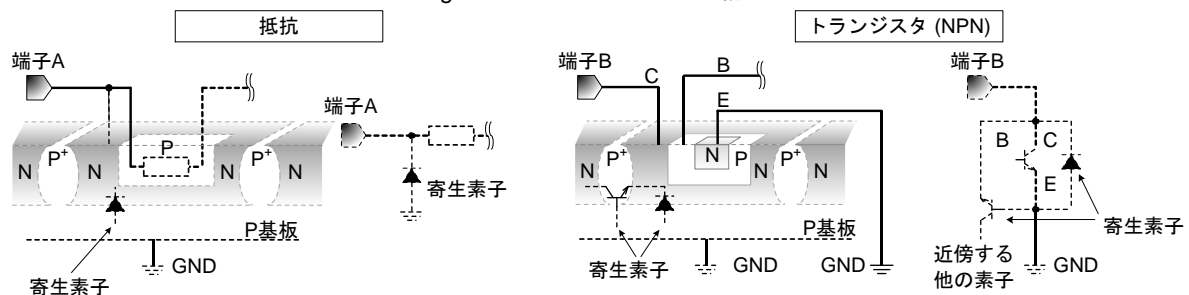 抵抗
トランジスタ (NPN)
端子A
端子A
P
N
P+
N
N
P+
N
寄生素子
P基板
GND
寄生素子
端子B
C
B
E
N
P+
N
N
P
N
P+
N
P基板
寄生素子
GND
GND
端子B
B
C
E
寄生素子
近傍する
他の素子
GND